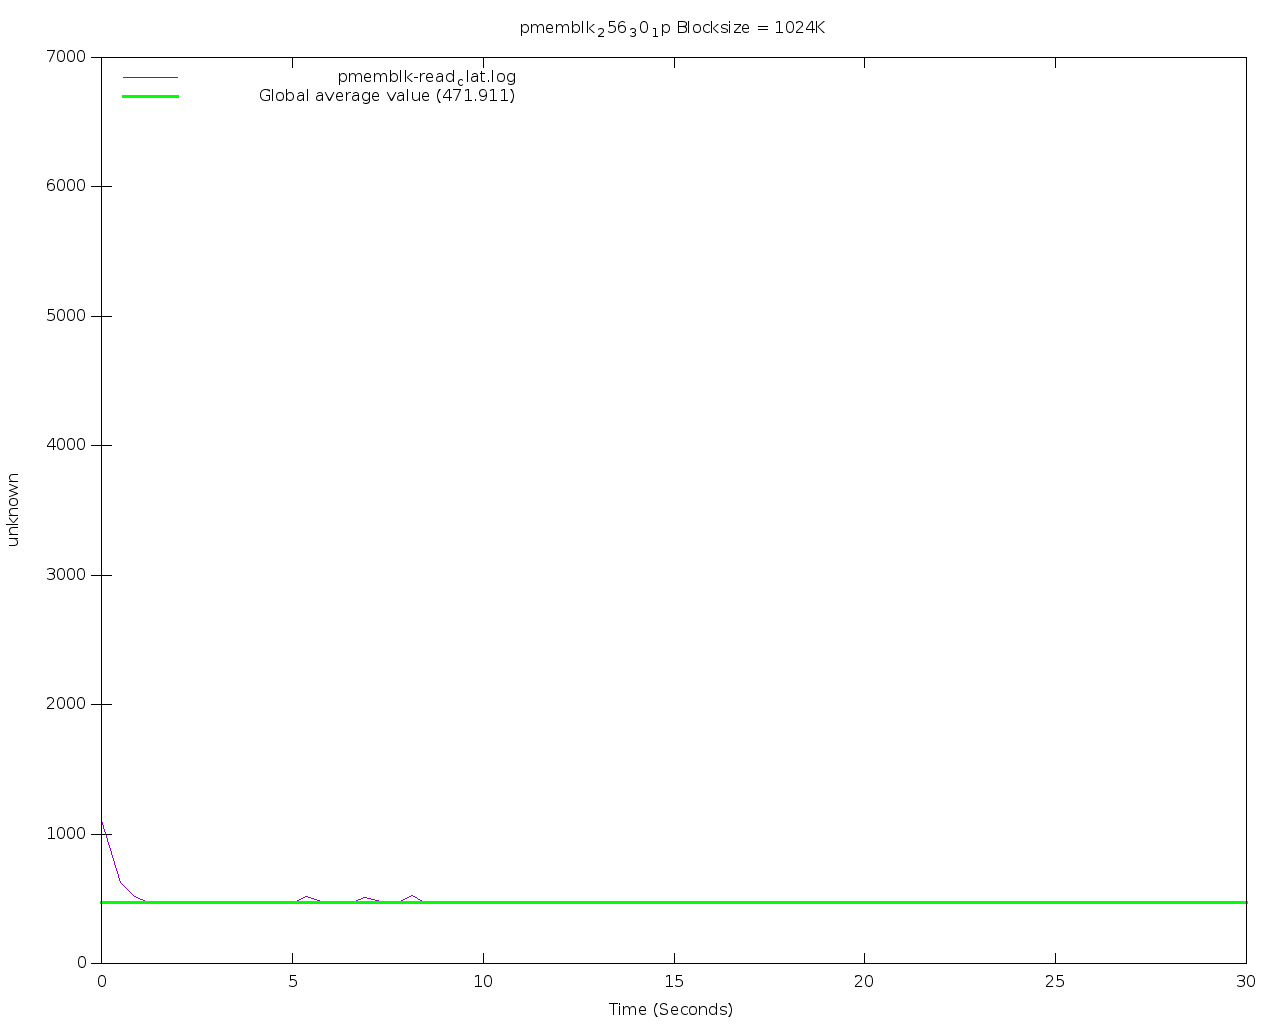 pmemblk₂56₃0₁p Blocksize = 1024K
7000
pmemblk-read꜀lat.log
Global average value (471.911)
6000
5000
4000
unknown
3000
2000
1000
0
0 5 10 15 20 25 30
Time (Seconds)